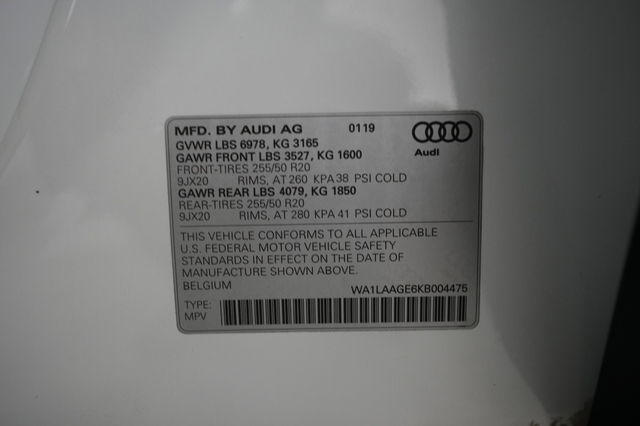 MFD. BY AUDI AG 0119
GVWR LBS 6978, KG 3165
GAWR FRONT LBS 3527, KG 1600
FRONT-TIRES 255/50 R20
9JX20 RIMS, AT 260 KPA 38 PSI COLD
GAWR REAR LBS 4079, KG 1850
REAR-TIRES 255/50 R20
9JX20 RIMS, AT 280 KPA 41 PSI COLD
Audi
THIS VEHICLE CONFORMS TO ALL APPLICABLE
U.S. FEDERAL MOTOR VEHICLE SAFETY
STANDARDS IN EFFECT ON THE DATE OF
MANUFACTURE SHOWN ABOVE.
BELGIUM WA1LAAGE6KB004475
TYPE:
MPV